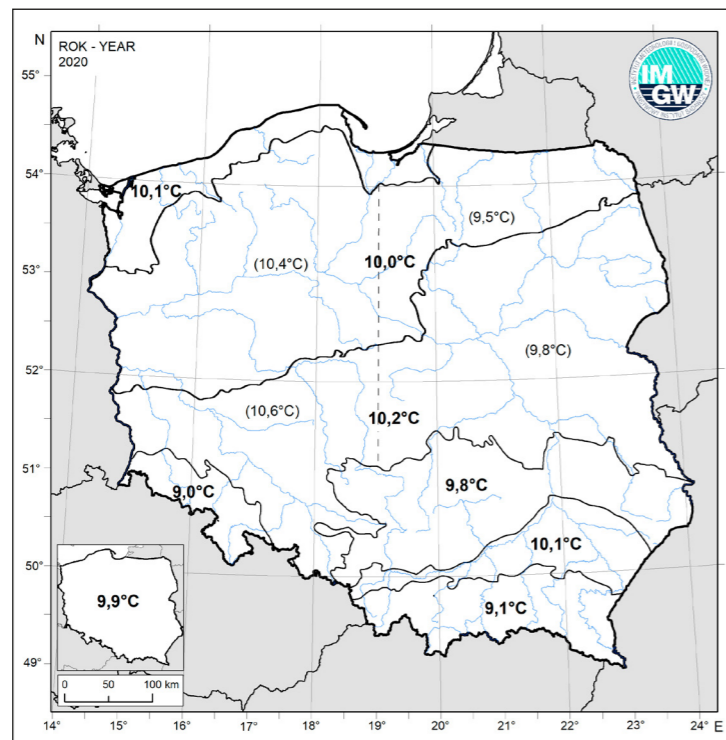 N
ROK - YEAR
2020
IM
GW
55°
54°
53°
52°
51°
50°
49°
10,1°C
(9,5°C)
(10,4°C)
10,0°C
(9,8°C)
(10,6°C)
10,2°C
9,0°C
9,8°C
10,1°C
9,1°C
9,9°C
0 50 100 km
14° 15° 16° 17° 18° 19° 20° 21° 22° 23° 24° E